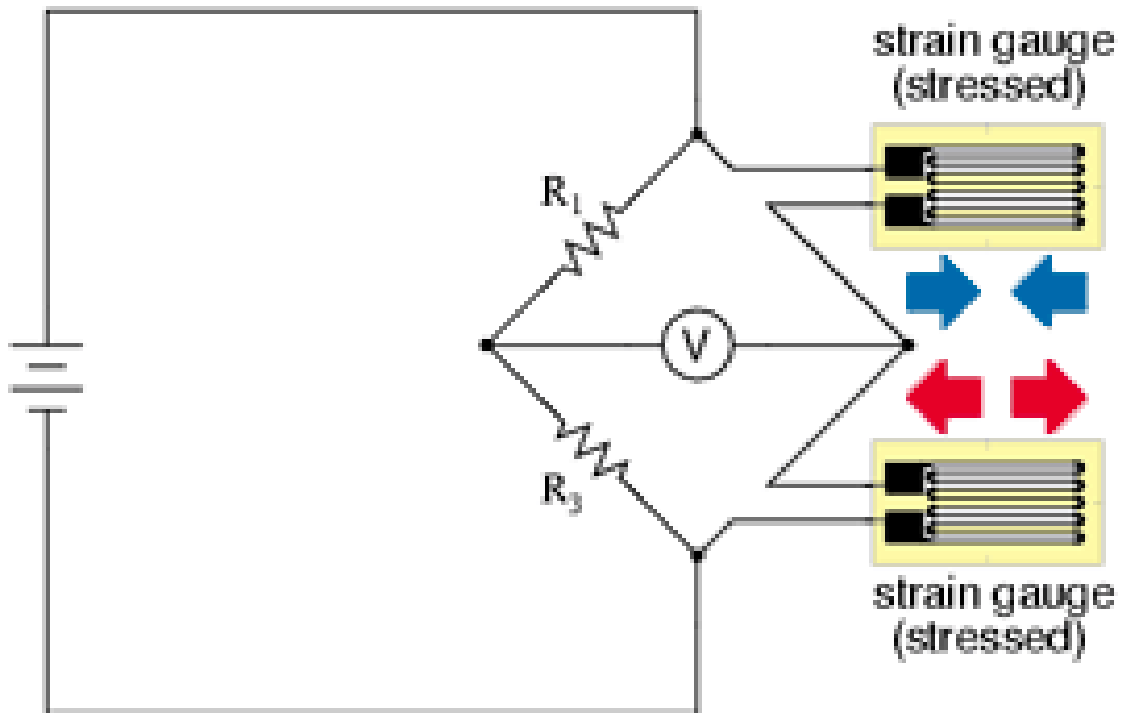 strain gauge
(stressed)
R1
V
R3
strain gauge
(stressed)